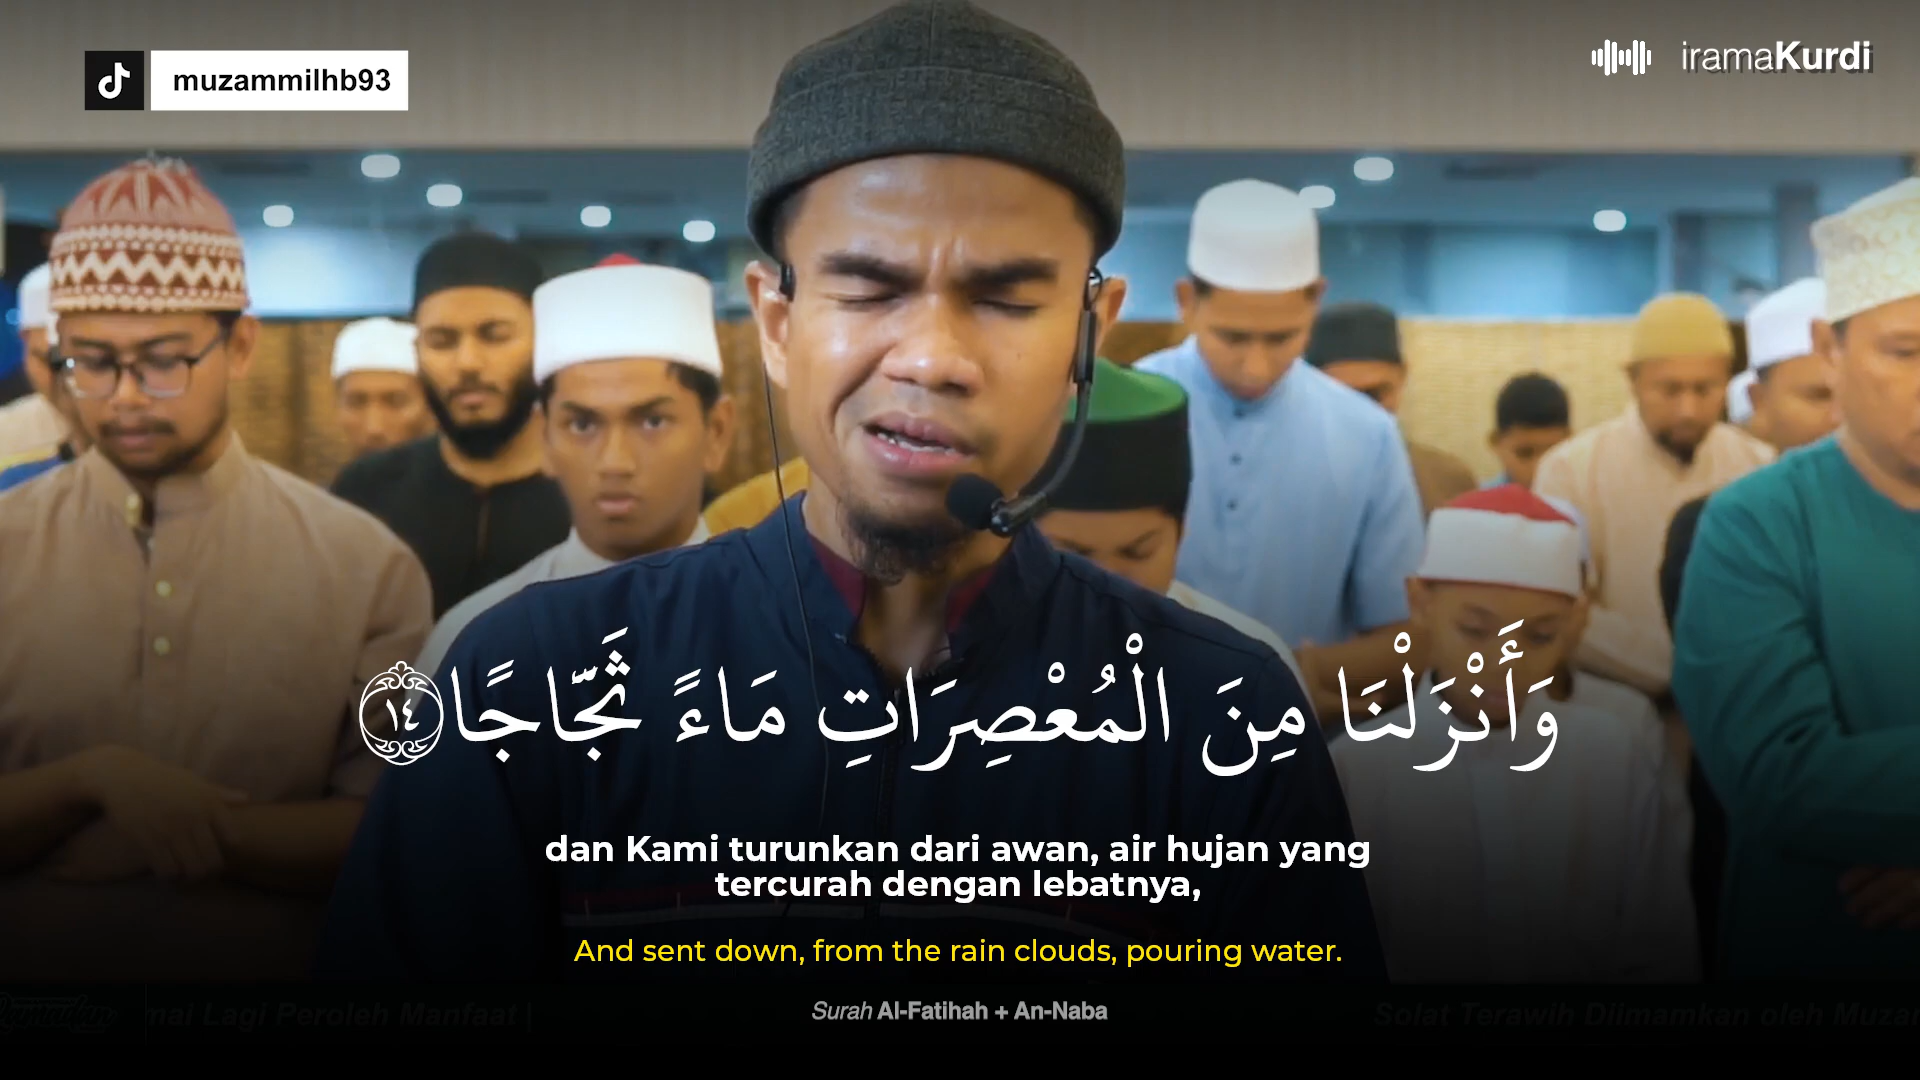 muzammilhb93
iramaKurdi
وَأَنْزَلْنَا مِنَ الْمُعْصِرَاتِ مَاءً ثَجَّاجًا ١٤
dan Kami turunkan dari awan, air hujan yang
tercurah dengan lebatnya,
And sent down, from the rain clouds, pouring water.
Surah Al-Fatihah + An-Naba
Lagi Peroleh Manfaat |
Solat Terawih Diimamkan oleh